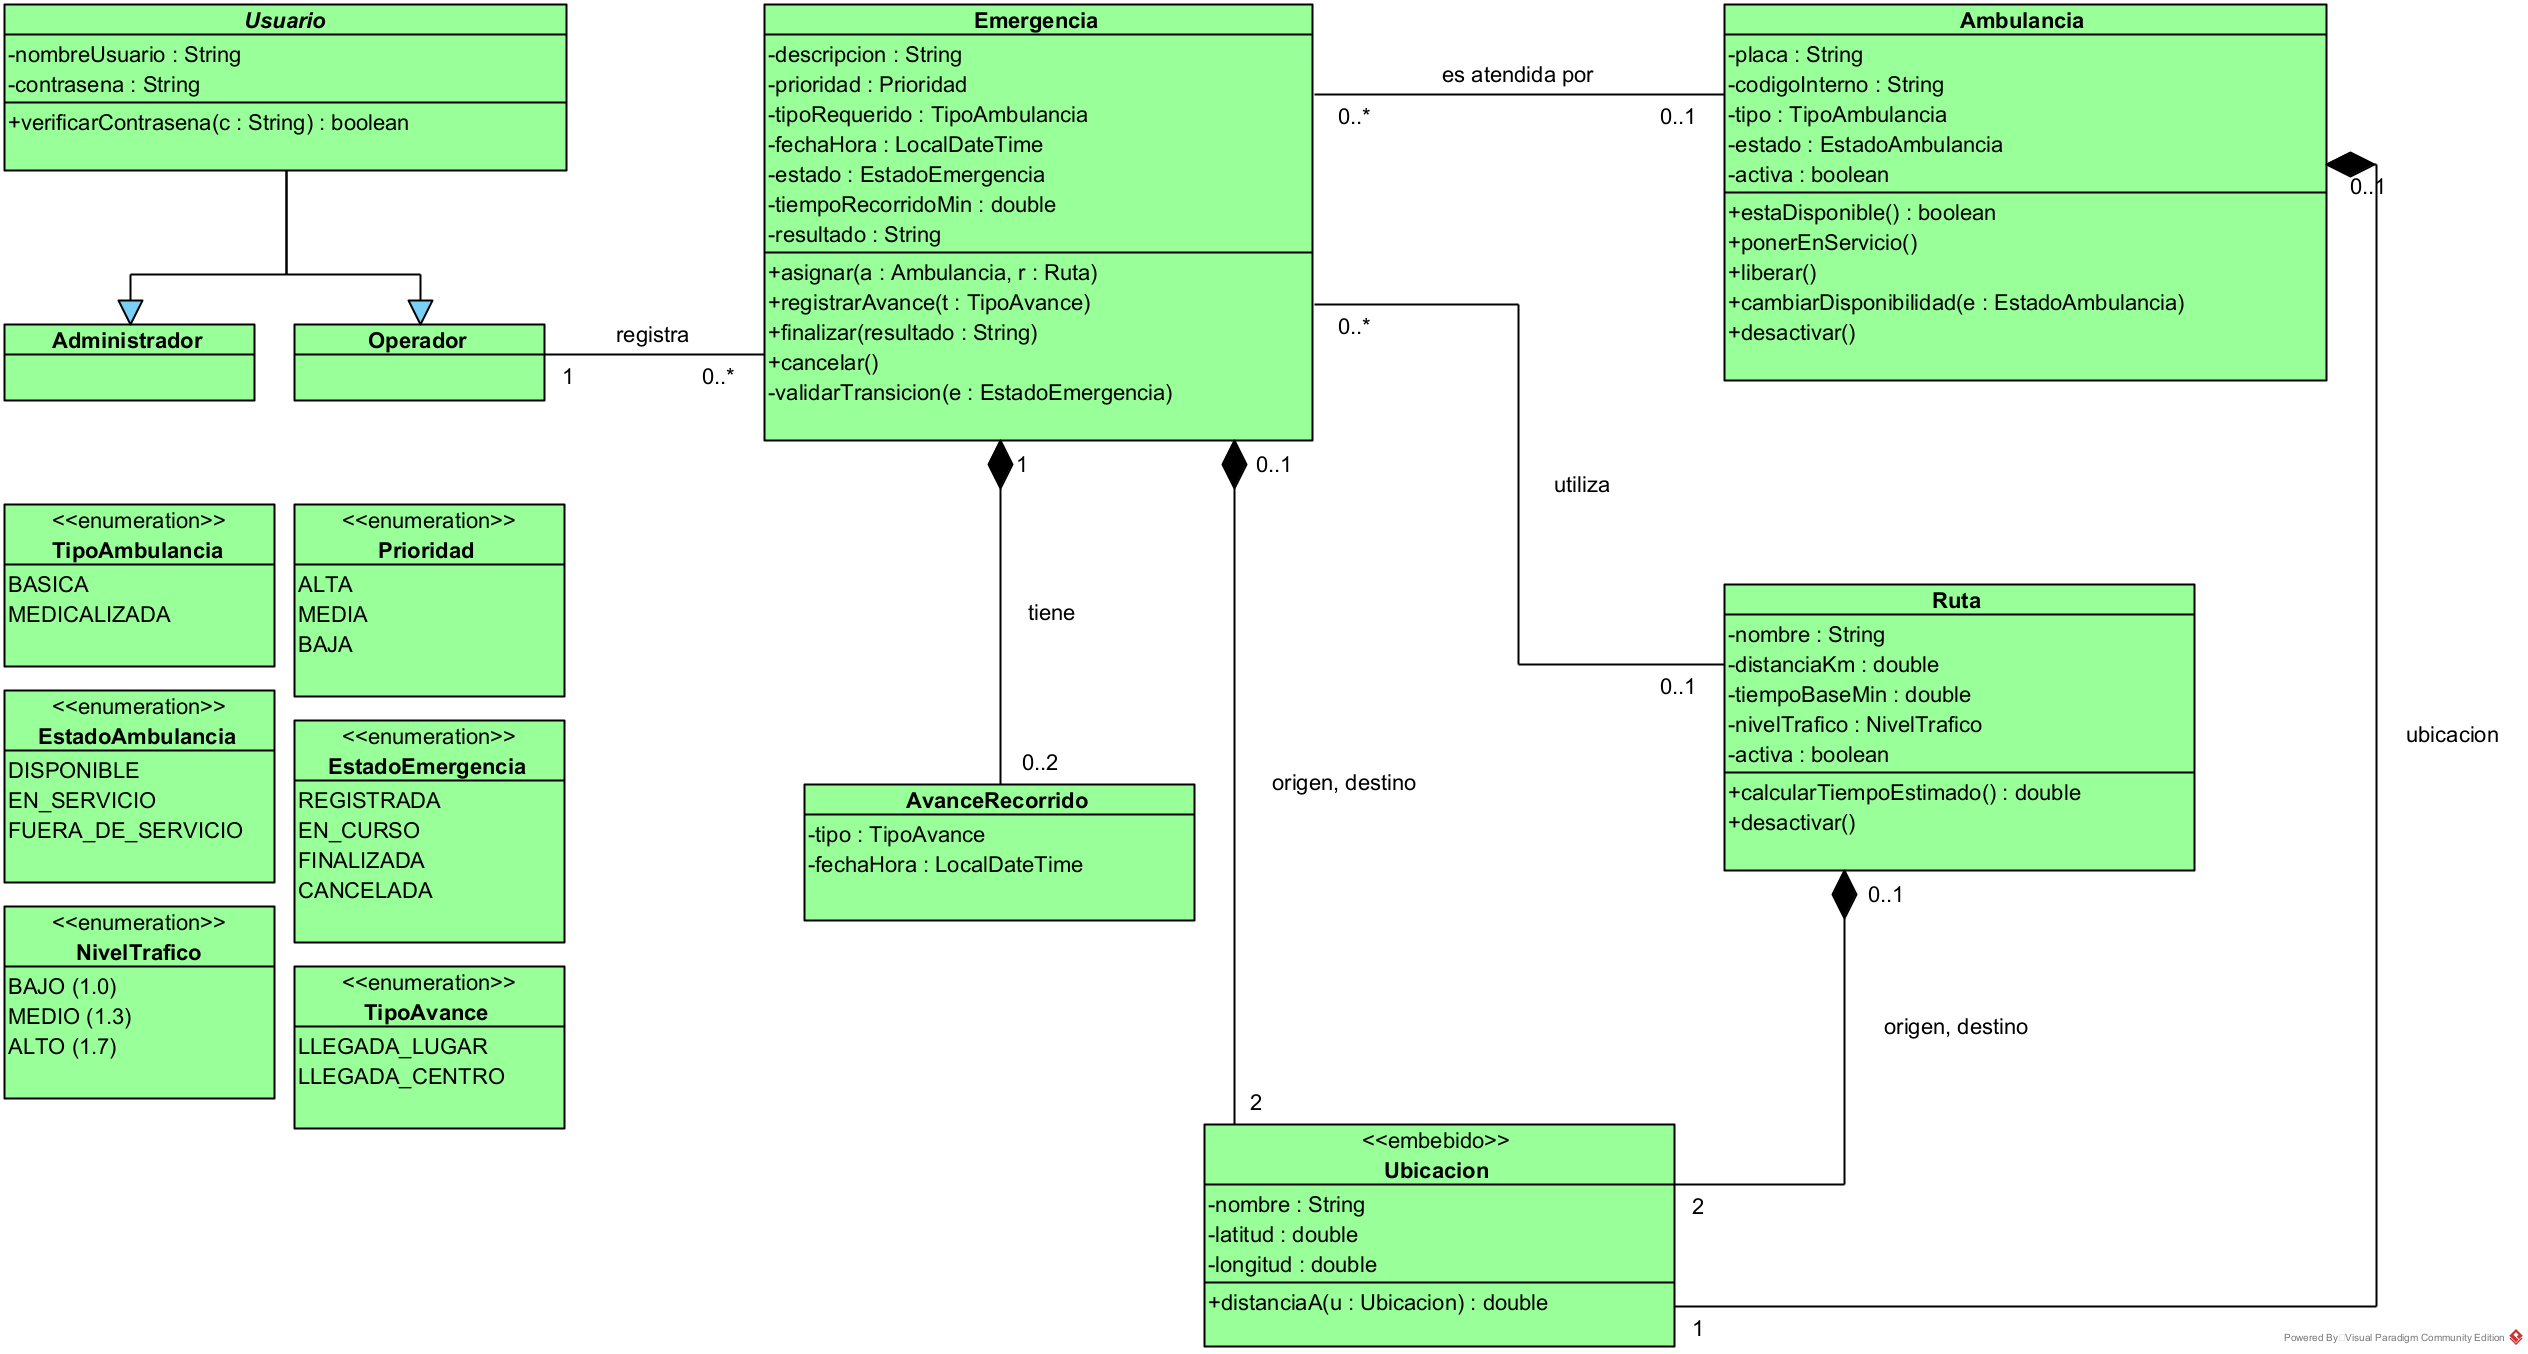 Usuario
-nombreUsuario : String
-contrasena : String
+verificarContrasena(c : String) : boolean
Administrador
Operador
registra
1
0..*
Emergencia
-descripcion : String
-prioridad : Prioridad
-tipoRequerido : TipoAmbulancia
-fechaHora : LocalDateTime
-estado : EstadoEmergencia
-tiempoRecorridoMin : double
-resultado : String
+asignar(a : Ambulancia, r : Ruta)
+registrarAvance(t : TipoAvance)
+finalizar(resultado : String)
+cancelar()
-validarTransicion(e : EstadoEmergencia)
es atendida por
0..*
0..1
Ambulancia
-placa : String
-codigoInterno : String
-tipo : TipoAmbulancia
-estado : EstadoAmbulancia
-activa : boolean
+estaDisponible() : boolean
+ponerEnServicio()
+liberar()
+cambiarDisponibilidad(e : EstadoAmbulancia)
+desactivar()
0..1
0..*
utiliza
0..1
1
tiene
0..2
0..1
origen, destino
2
ubicacion
<<enumeration>>
TipoAmbulancia
BASICA
MEDICALIZADA
<<enumeration>>
Prioridad
ALTA
MEDIA
BAJA
<<enumeration>>
EstadoAmbulancia
DISPONIBLE
EN_SERVICIO
FUERA_DE_SERVICIO
<<enumeration>>
EstadoEmergencia
REGISTRADA
EN_CURSO
FINALIZADA
CANCELADA
<<enumeration>>
NivelTrafico
BAJO (1.0)
MEDIO (1.3)
ALTO (1.7)
<<enumeration>>
TipoAvance
LLEGADA_LUGAR
LLEGADA_CENTRO
AvanceRecorrido
-tipo : TipoAvance
-fechaHora : LocalDateTime
Ruta
-nombre : String
-distanciaKm : double
-tiempoBaseMin : double
-nivelTrafico : NivelTrafico
-activa : boolean
+calcularTiempoEstimado() : double
+desactivar()
0..1
origen, destino
2
<<embebido>>
Ubicacion
-nombre : String
-latitud : double
-longitud : double
+distanciaA(u : Ubicacion) : double
1
Powered By Visual Paradigm Community Edition